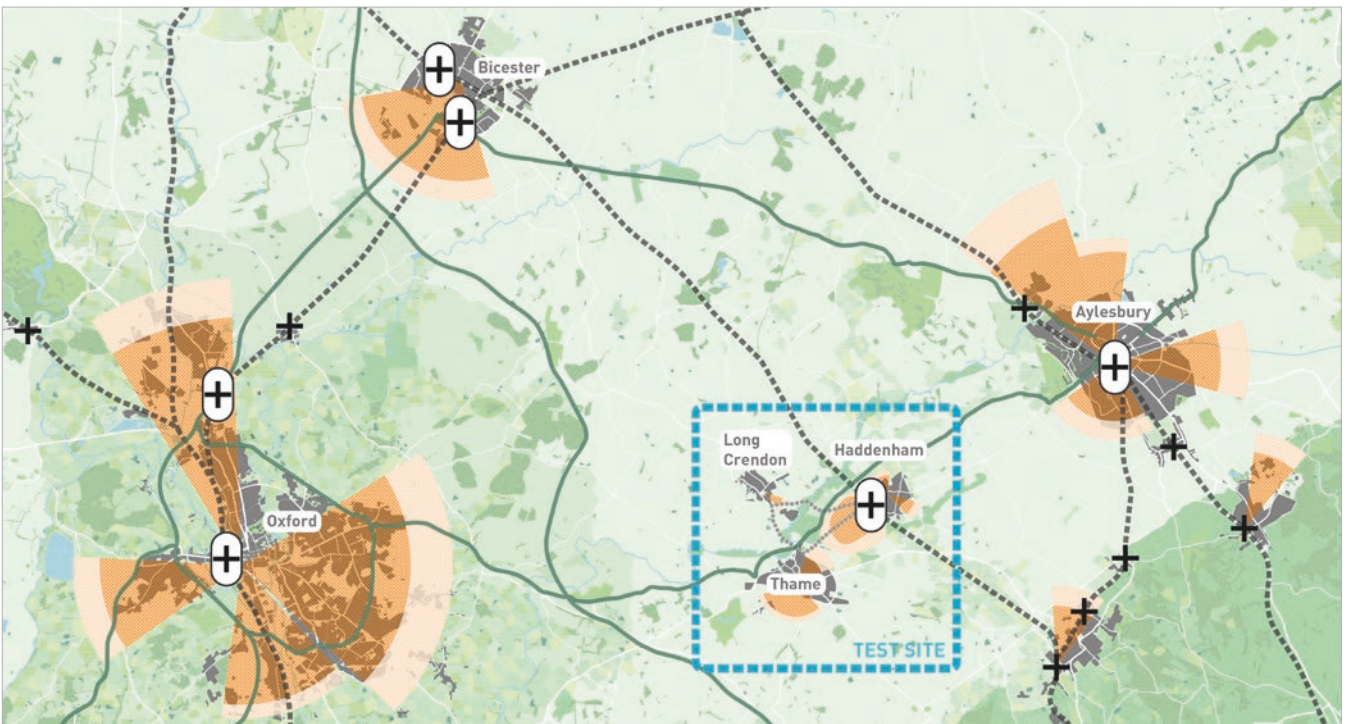 Bicester
Aylesbury
Long
Crendon
Haddenham
Oxford
Thame
TEST SITE